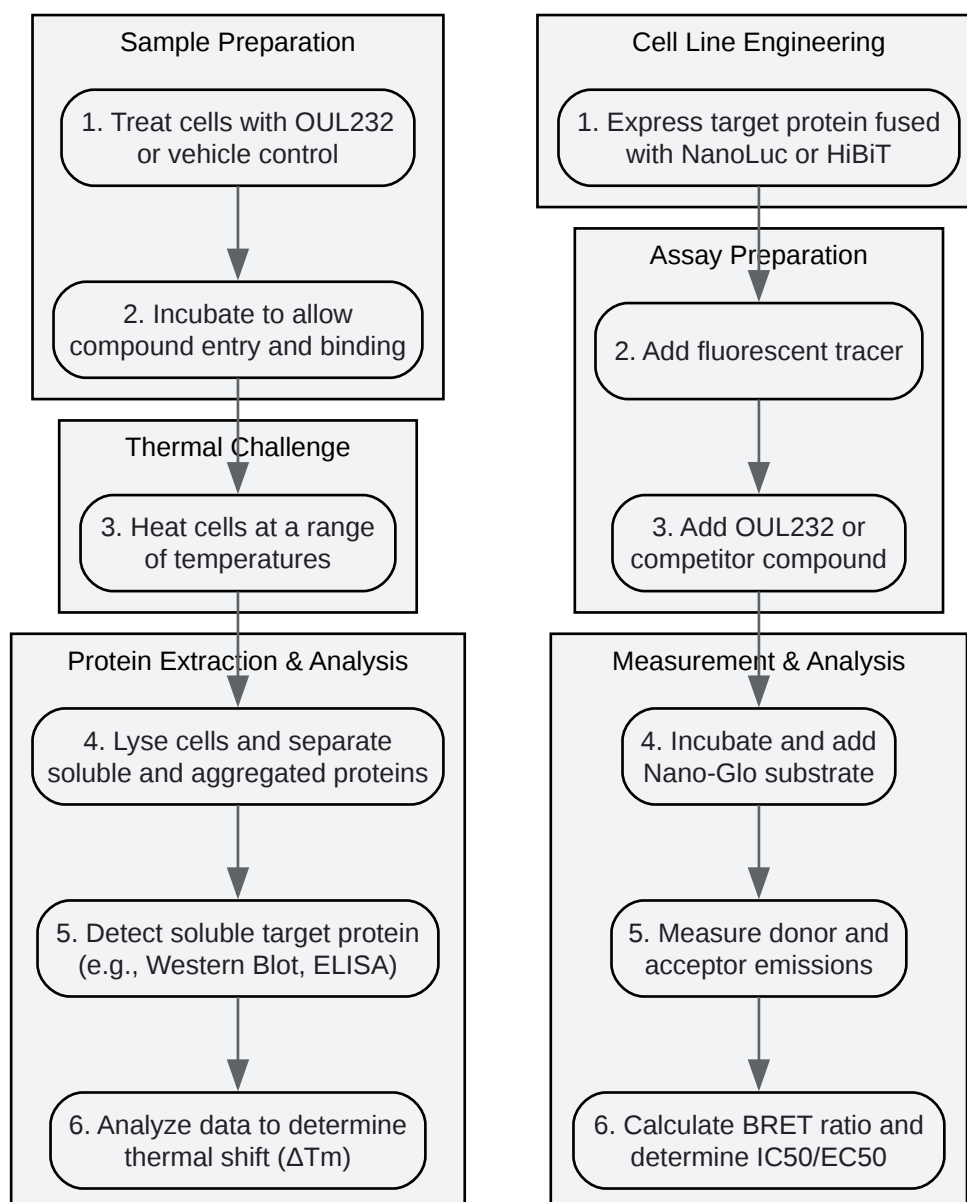 Sample Preparation
1. Treat cells with OUL232
or vehicle control
2. Incubate to allow
compound entry and binding
Thermal Challenge
3. Heat cells at a range
of temperatures
Protein Extraction & Analysis
4. Lyse cells and separate
soluble and aggregated proteins
5. Detect soluble target protein
(e.g., Western Blot, ELISA)
6. Analyze data to determine
thermal shift (ΔTm)
Cell Line Engineering
1. Express target protein fused
with NanoLuc or HiBiT
Assay Preparation
2. Add fluorescent tracer
3. Add OUL232 or
competitor compound
Measurement & Analysis
4. Incubate and add
Nano-Glo substrate
5. Measure donor and
acceptor emissions
6. Calculate BRET ratio and
determine IC50/EC50